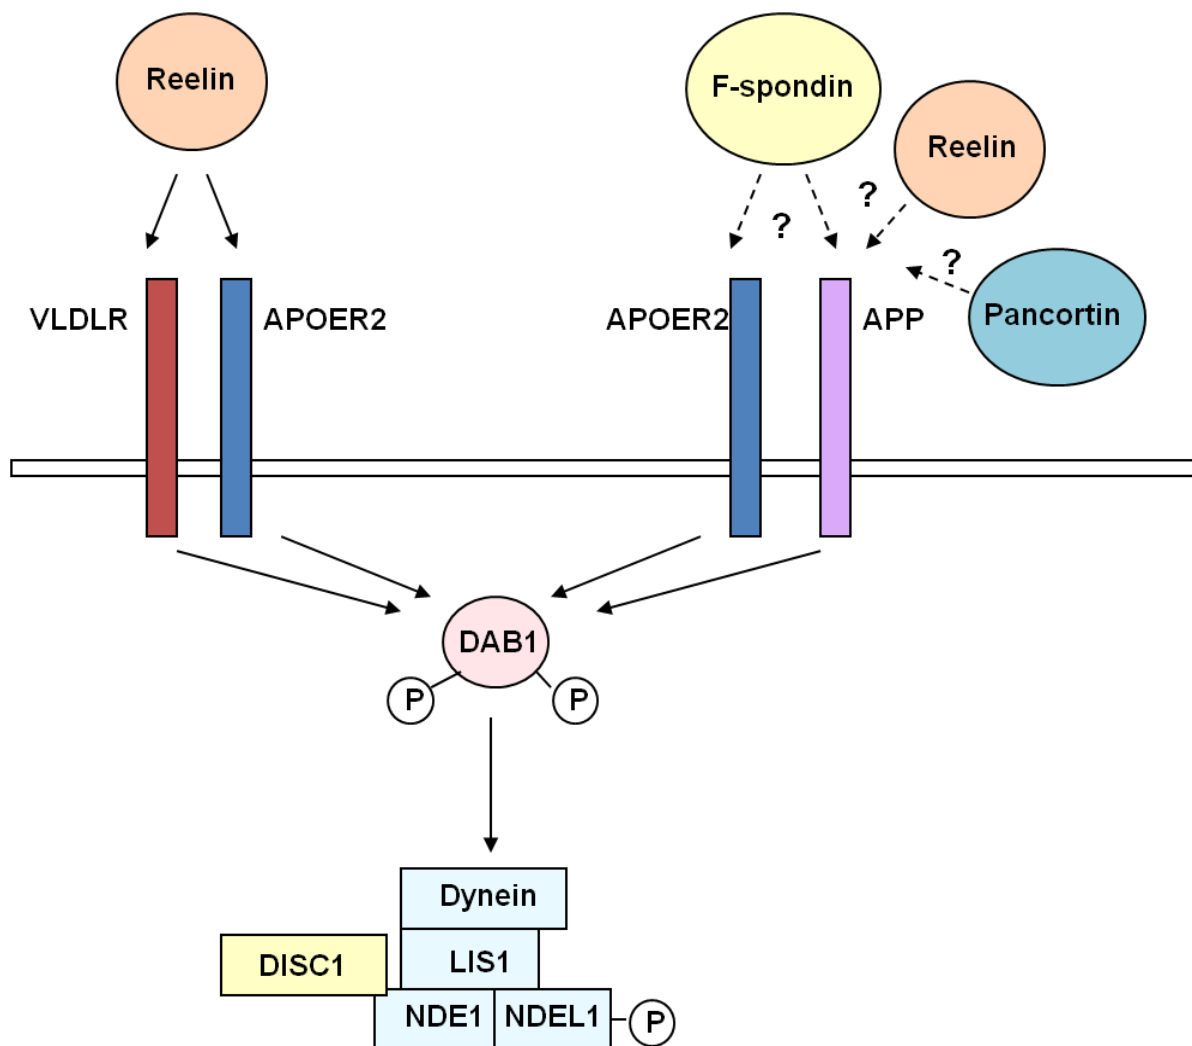 Reelin
F-spondin
Reelin
?
?
?
Pancortin
VLDLR
APOER2
APOER2
APP
DAB1
P
P
Dynein
DISC1
LIS1
NDE1
NDEL1
P